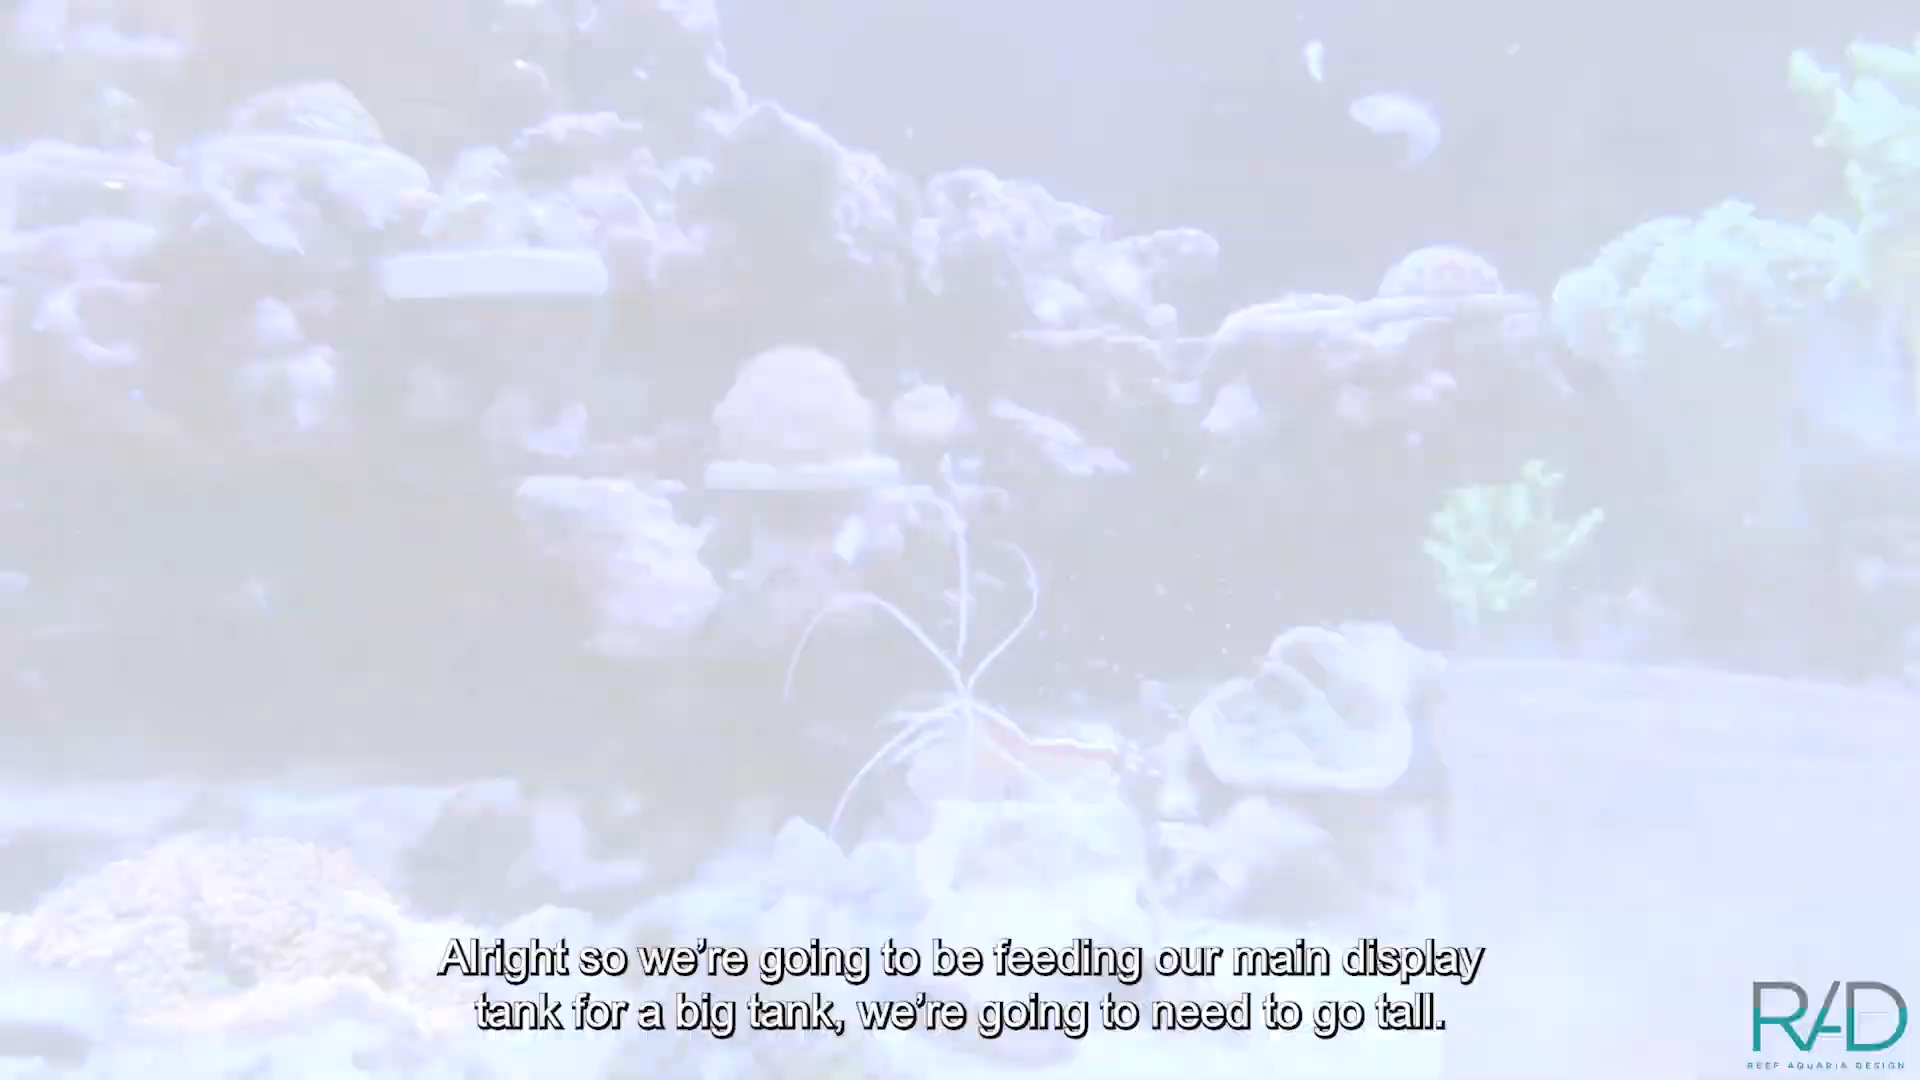 Alright so we’re going to be feeding our main display
tank for a big tank, we’re going to need to go tall.
RAD
REEF AQUARIA DESIGN